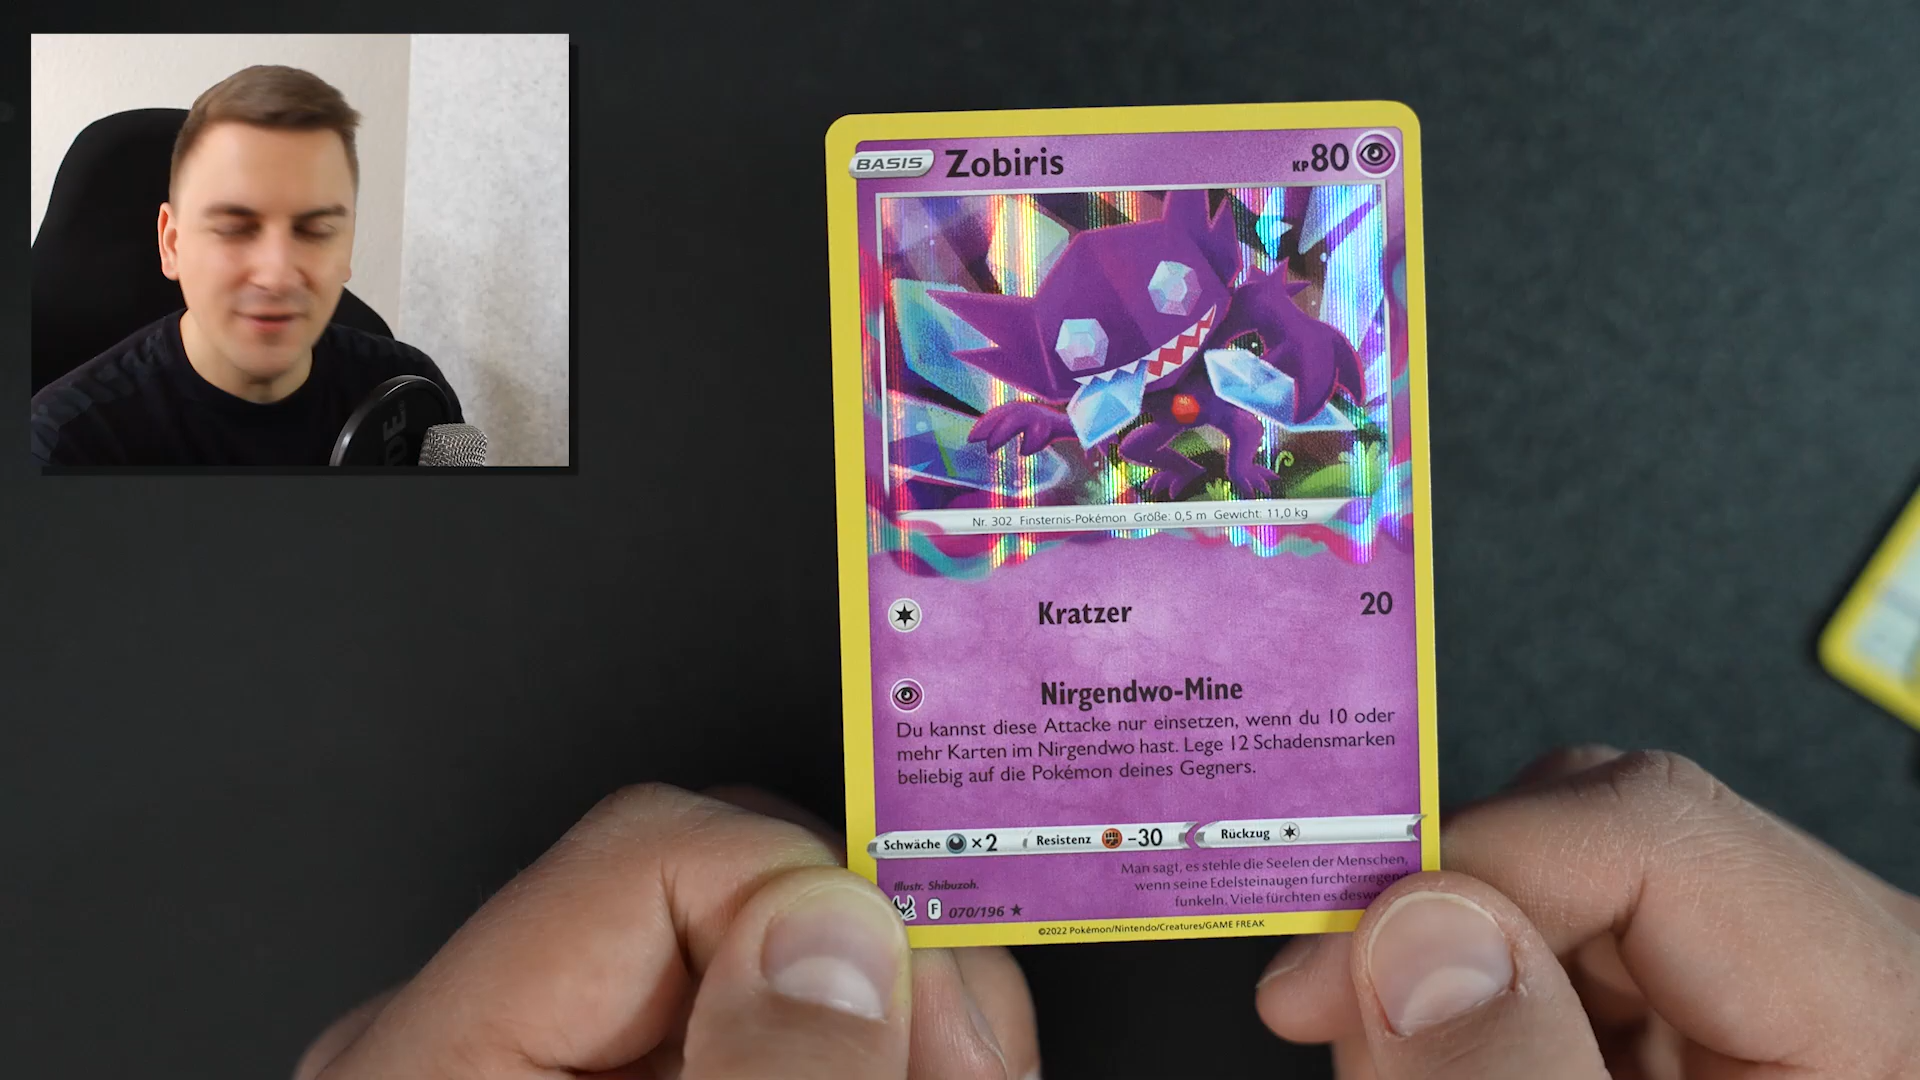 BASIS Zobiris KP 80
Nr. 302 Finsternis-Pokémon Größe: 0,5 m Gewicht: 11,0 kg
Kratzer 20
Nirgendwo-Mine
Du kannst diese Attacke nur einsetzen, wenn du 10 oder
mehr Karten im Nirgendwo hast. Lege 12 Schadensmarken
beliebig auf die Pokémon deines Gegners.
Schwäche ×2 Resistenz -30 Rückzug
Man sagt, es stehle die Seelen der Menschen,
wenn seine Edelsteinaugen furchterregend
funkeln. Viele fürchten es
Illustr. Shibuzoh.
F 070/196 ★
©2022 Pokémon/Nintendo/Creatures/GAME FREAK